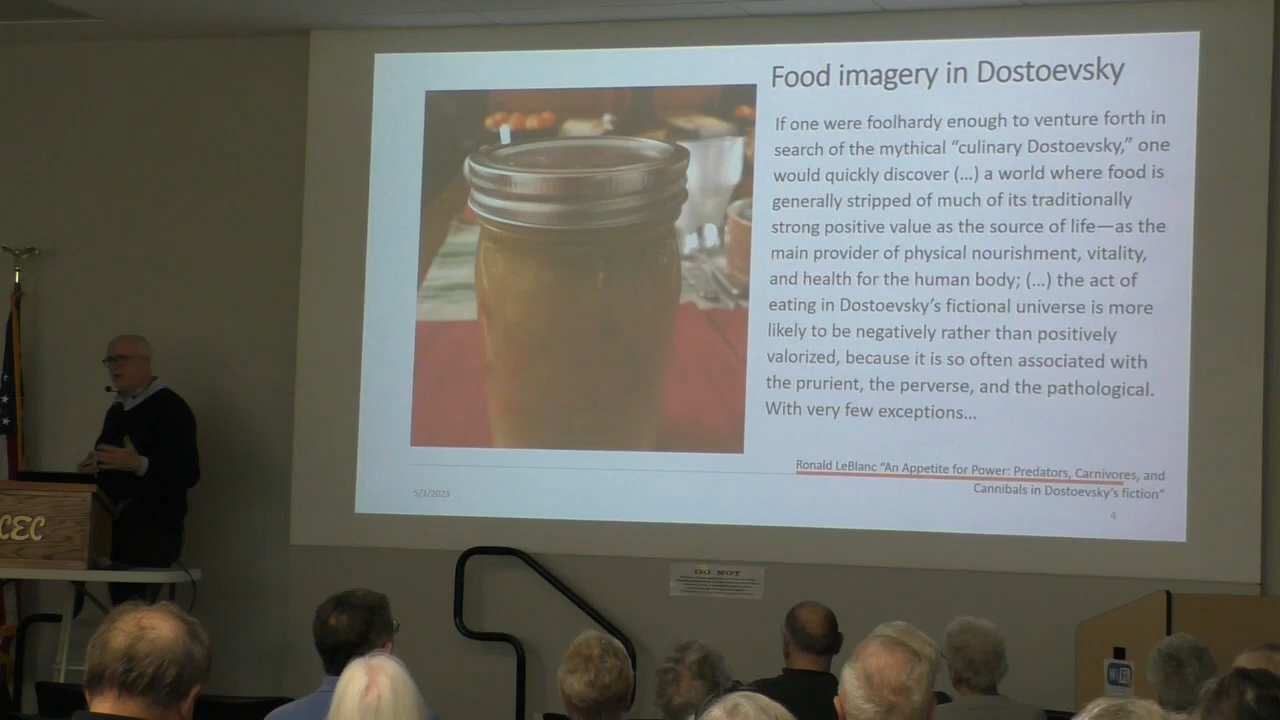 Food imagery in Dostoevsky
If one were foolhardy enough to venture forth in
search of the mythical “culinary Dostoevsky,” one
would quickly discover (...) a world where food is
generally stripped of much of its traditionally
strong positive value as the source of life—as the
main provider of physical nourishment, vitality,
and health for the human body; (...) the act of
eating in Dostoevsky’s fictional universe is more
likely to be negatively rather than positively
valorized, because it is so often associated with
the prurient, the perverse, and the pathological.
With very few exceptions...
Ronald LeBlanc “An Appetite for Power: Predators, Carnivores, and
Cannibals in Dostoevsky’s fiction”
5/3/2023
4
CEC
DO NOT